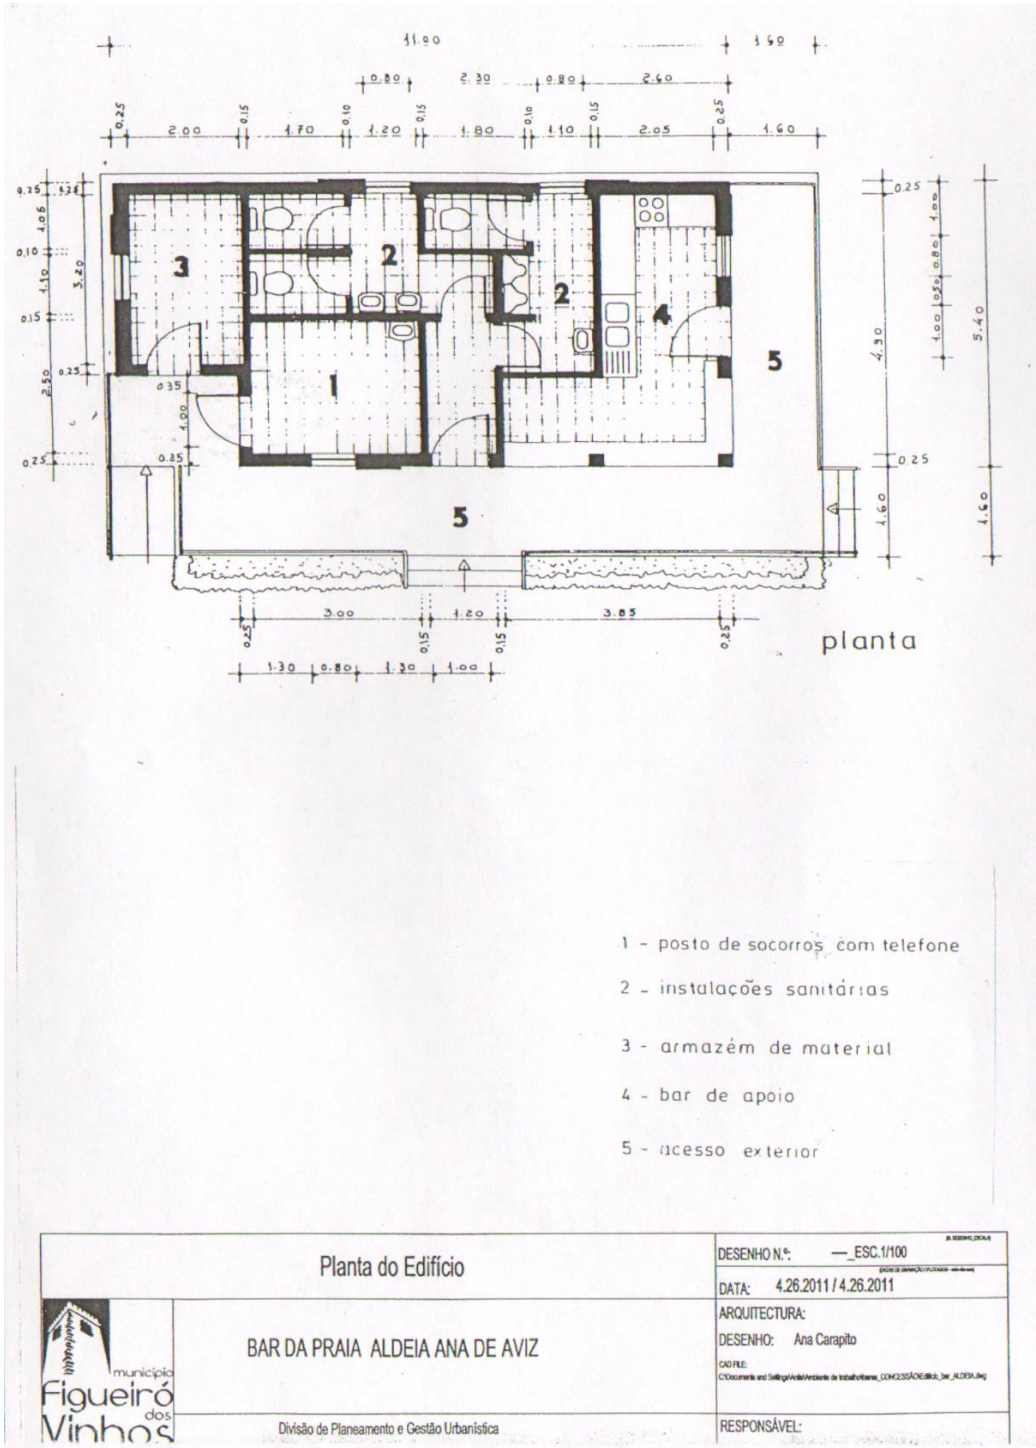 11.90 1.60
0.80 2.30 0.80 2.60
0.25 0.15 0.10 0.15 0.10 0.15 0.25
2.00 1.70 1.20 1.80 1.10 2.05 1.60
0.25 0.25
1.05
0.10
1.10
3.20
0.15
2.50
0.25 0.25
0.25
1.00
0.80
0.50
1.00
4.90
5.40
0.25
1.60
1.60
3
2
2
4
1
5
5
0.35
1.00
0.25
3.00 1.20 3.85
0.25 0.15 0.15 0.25
1.30 0.80 1.30 1.00
planta
1 - posto de socorros com telefone
2 - instalações sanitárias
3 - armazém de material
4 - bar de apoio
5 - acesso exterior
Planta do Edifício
DESENHO N.º: —_ESC.1/100
DATA: 4.26.2011 / 4.26.2011
ARQUITECTURA:
DESENHO: Ana Carapito
CAD FILE:
BAR DA PRAIA ALDEIA ANA DE AVIZ
município
Figueiró
dos
Vinhos
Divisão de Planeamento e Gestão Urbanística
RESPONSÁVEL: